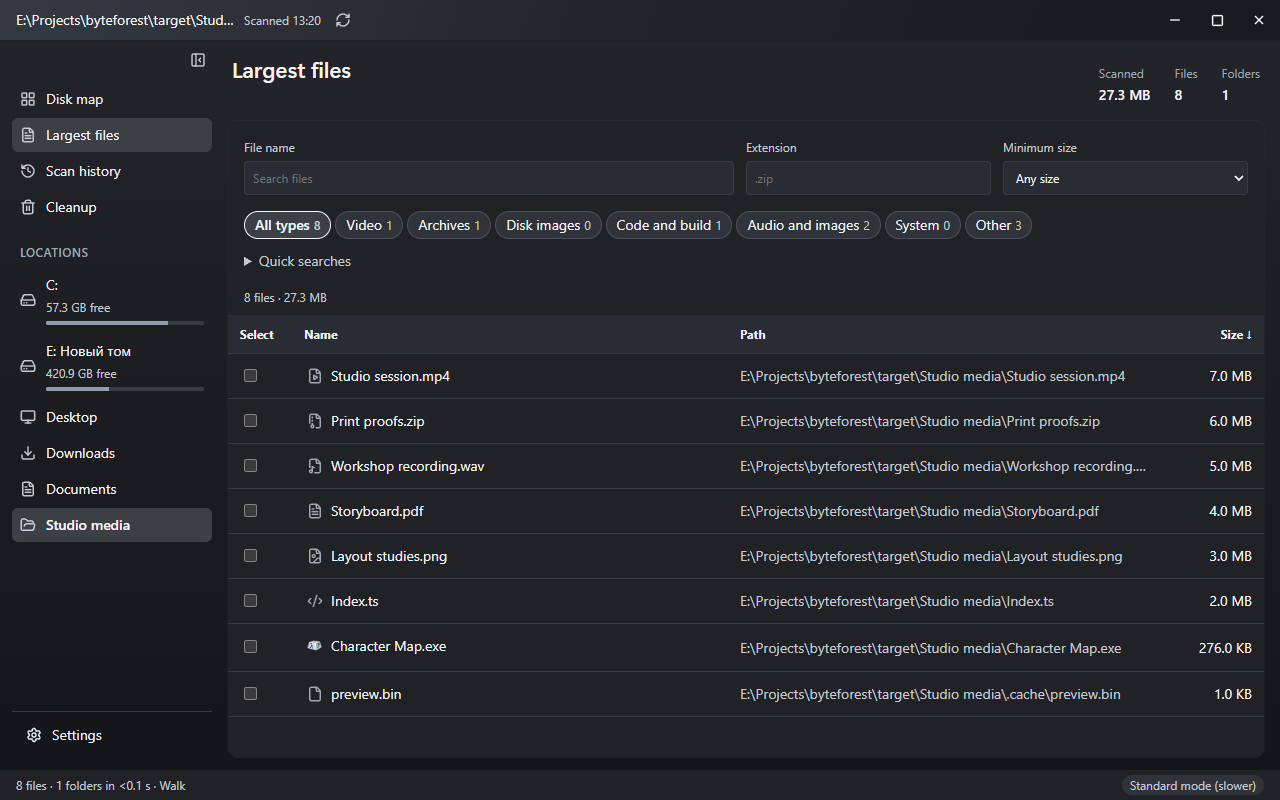 E:\Projects\byteforest\target\Stud... Scanned 13:20
Largest files
Scanned Files Folders
27.3 MB 8 1
Disk map
Largest files
Scan history
Cleanup
LOCATIONS
C:
57.3 GB free
E: Новый том
420.9 GB free
Desktop
Downloads
Documents
Studio media
Settings
File name Extension Minimum size
Search files .zip Any size
All types 8 Video 1 Archives 1 Disk images 0 Code and build 1 Audio and images 2 System 0 Other 3
Quick searches
8 files · 27.3 MB
Select Name Path Size ↓
Studio session.mp4 E:\Projects\byteforest\target\Studio media\Studio session.mp4 7.0 MB
Print proofs.zip E:\Projects\byteforest\target\Studio media\Print proofs.zip 6.0 MB
Workshop recording.wav E:\Projects\byteforest\target\Studio media\Workshop recording.... 5.0 MB
Storyboard.pdf E:\Projects\byteforest\target\Studio media\Storyboard.pdf 4.0 MB
Layout studies.png E:\Projects\byteforest\target\Studio media\Layout studies.png 3.0 MB
Index.ts E:\Projects\byteforest\target\Studio media\Index.ts 2.0 MB
Character Map.exe E:\Projects\byteforest\target\Studio media\Character Map.exe 276.0 KB
preview.bin E:\Projects\byteforest\target\Studio media\.cache\preview.bin 1.0 KB
8 files · 1 folders in <0.1 s · Walk
Standard mode (slower)